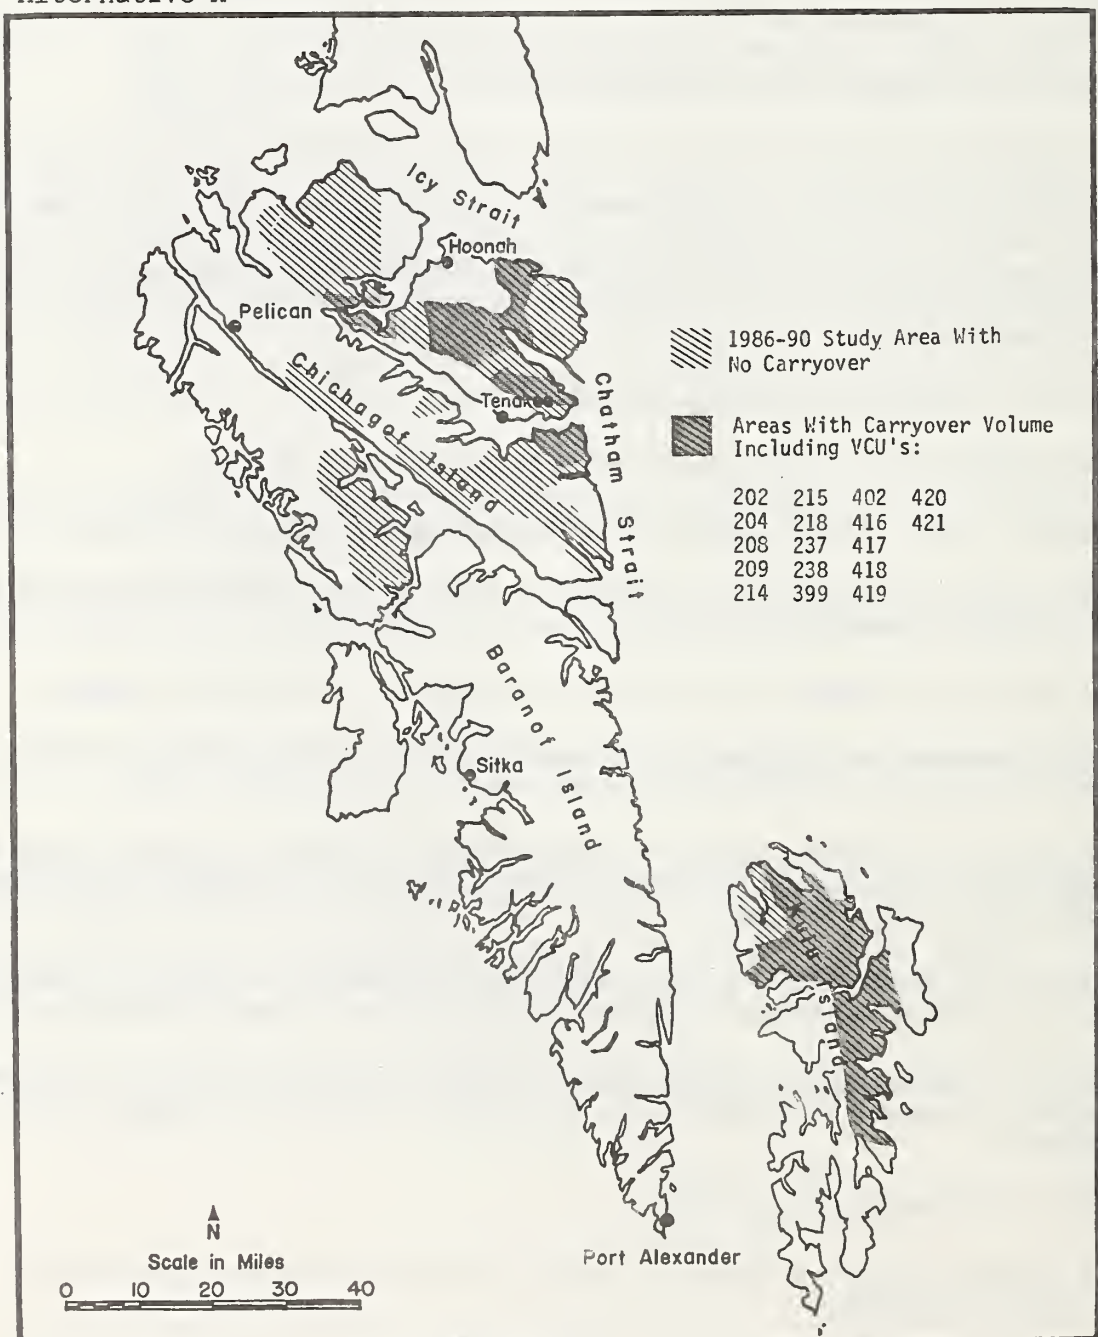 Icy Strait
Hoonah
Pelican
1986-90 Study Area With
No Carryover
Chichagof
Island
Tenakee
Chatham
Strait
Areas With Carryover Volume
Including VCU's:
202 215 402 420
204 218 416 421
208 237 417
209 238 418
214 399 419
Baranof Island
Sitka
Island
N
Scale in Miles
0 10 20 30 40
Port Alexander